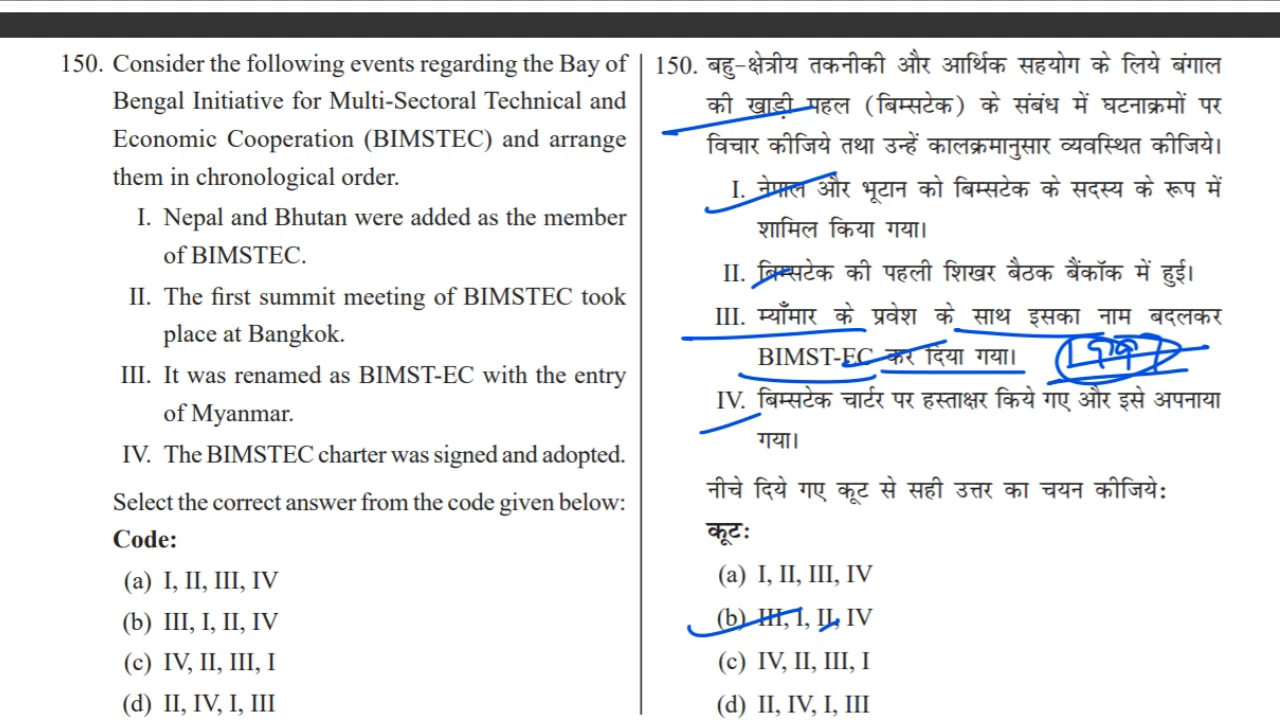 150. Consider the following events regarding the Bay of
Bengal Initiative for Multi-Sectoral Technical and
Economic Cooperation (BIMSTEC) and arrange
them in chronological order.
I. Nepal and Bhutan were added as the member
of BIMSTEC.
II. The first summit meeting of BIMSTEC took
place at Bangkok.
III. It was renamed as BIMST-EC with the entry
of Myanmar.
IV. The BIMSTEC charter was signed and adopted.
Select the correct answer from the code given below:
Code:
(a) I, II, III, IV
(b) III, I, II, IV
(c) IV, II, III, I
(d) II, IV, I, III
150. बहु-क्षेत्रीय तकनीकी और आर्थिक सहयोग के लिये बंगाल
की खाड़ी पहल (बिम्सटेक) के संबंध में घटनाक्रमों पर
विचार कीजिये तथा उन्हें कालक्रमानुसार व्यवस्थित कीजिये।
I. नेपाल और भूटान को बिम्सटेक के सदस्य के रूप में
शामिल किया गया।
II. बिम्सटेक की पहली शिखर बैठक बैंकॉक में हुई।
III. म्याँमार के प्रवेश के साथ इसका नाम बदलकर
BIMST-EC कर दिया गया।
IV. बिम्सटेक चार्टर पर हस्ताक्षर किये गए और इसे अपनाया
गया।
नीचे दिये गए कूट से सही उत्तर का चयन कीजिये:
कूट:
(a) I, II, III, IV
(b) III, I, II, IV
(c) IV, II, III, I
(d) II, IV, I, III